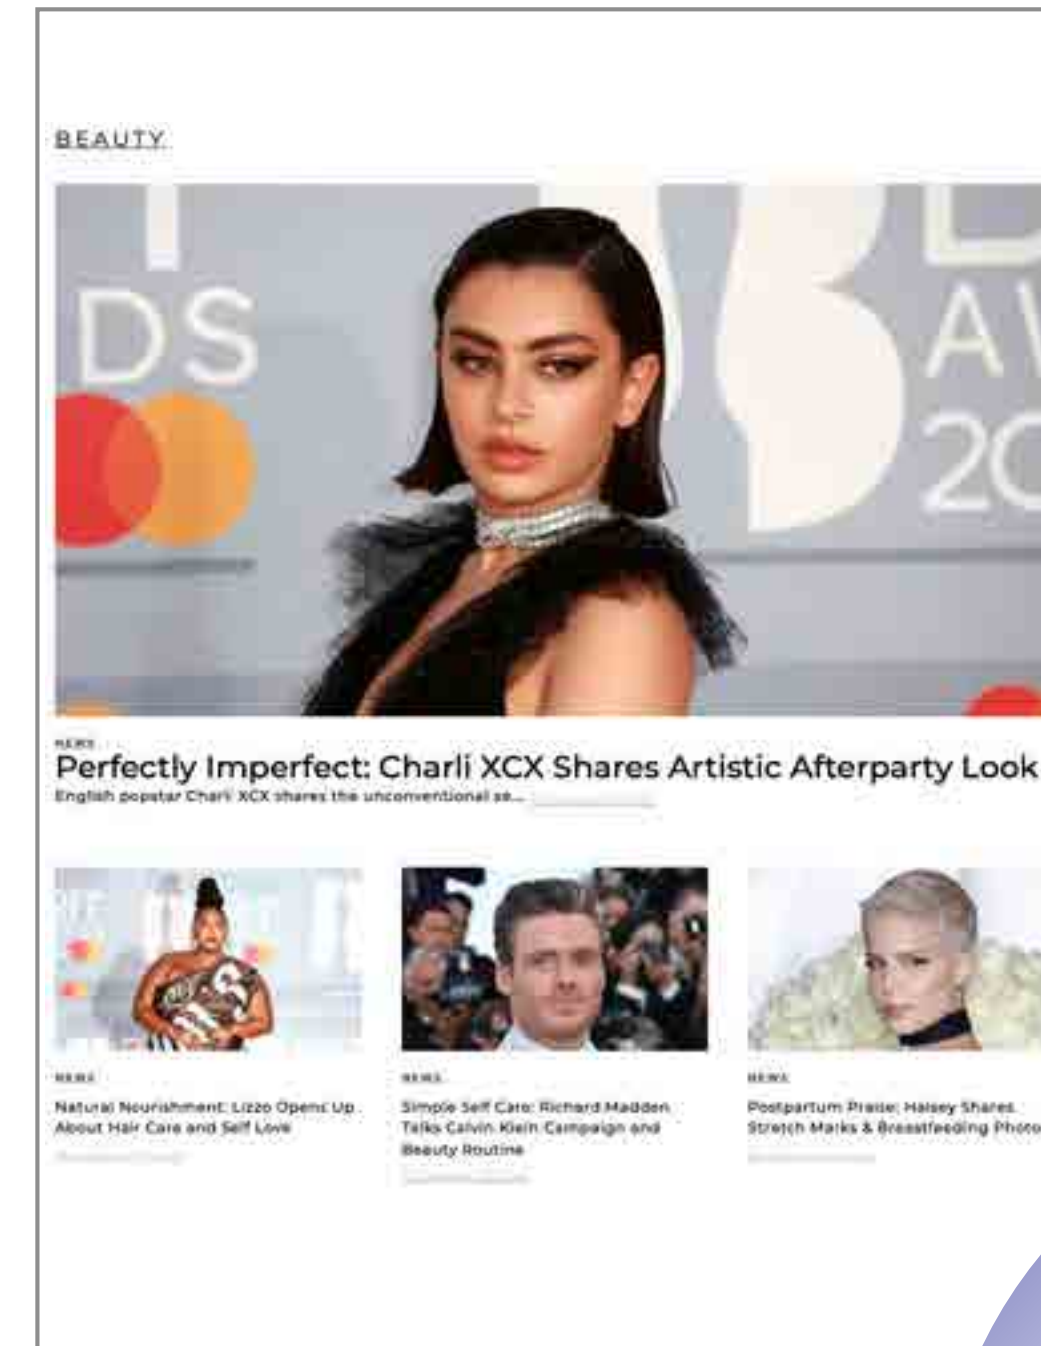 BEAUTY
DS
AW
20
NEWS
Perfectly Imperfect: Charli XCX Shares Artistic Afterparty Look
English popstar Charli XCX shares the unconventional se...
NEWS
Natural Nourishment: Lizzo Opens Up
About Hair Care and Self Love
NEWS
Simple Self Care: Richard Madden
Talks Calvin Klein Campaign and
Beauty Routine
NEWS
Postpartum Praise: Halsey Shares
Stretch Marks & Breastfeeding Photo